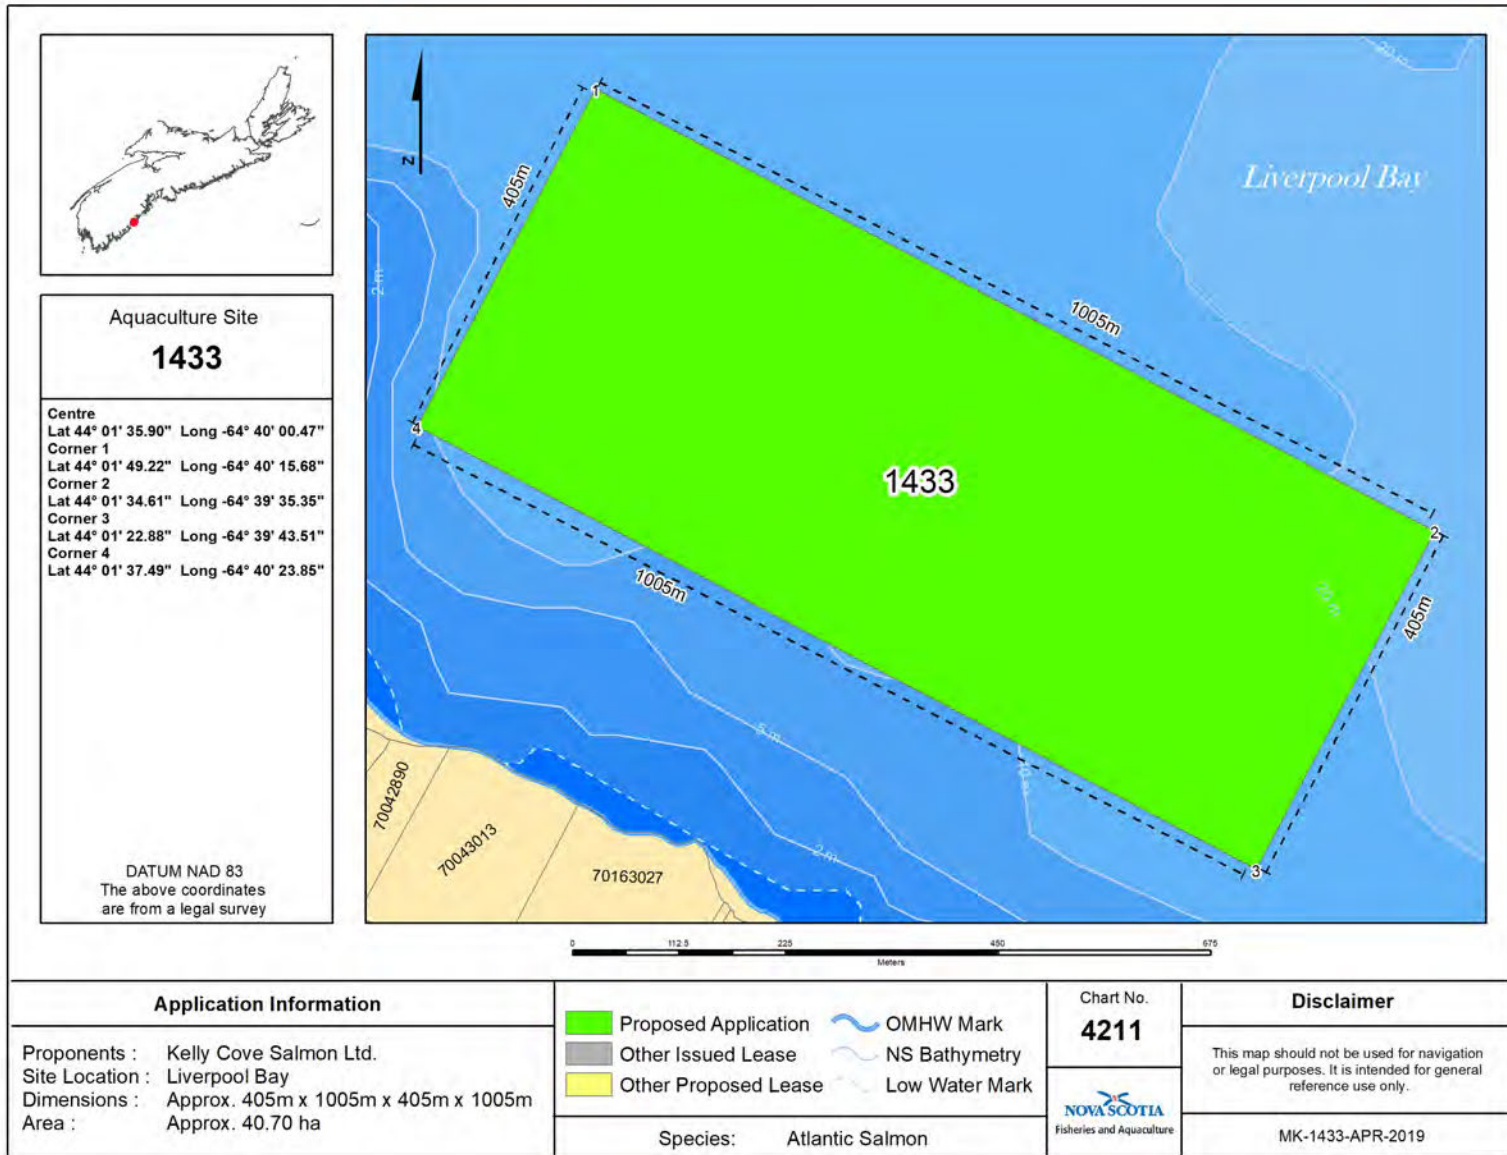 Aquaculture Site
1433
Centre
Lat 44° 01' 35.90" Long -64° 40' 00.47"
Corner 1
Lat 44° 01' 49.22" Long -64° 40' 15.68"
Corner 2
Lat 44° 01' 34.61" Long -64° 39' 35.35"
Corner 3
Lat 44° 01' 22.88" Long -64° 39' 43.51"
Corner 4
Lat 44° 01' 37.49" Long -64° 40' 23.85"
DATUM NAD 83
The above coordinates
are from a legal survey
N
20 m
1
405m
Liverpool Bay
2 m
1005m
4
1433
2
1005m
20 m
405m
5 m
10 m
3
70042890
70043013
2 m
70163027
0 112.5 225 450 675
Meters
Application Information
Proponents : Kelly Cove Salmon Ltd.
Site Location : Liverpool Bay
Dimensions : Approx. 405m x 1005m x 405m x 1005m
Area : Approx. 40.70 ha
Proposed Application OMHW Mark
Other Issued Lease NS Bathymetry
Other Proposed Lease Low Water Mark
Species: Atlantic Salmon
Chart No.
4211
NOVA SCOTIA
Fisheries and Aquaculture
Disclaimer
This map should not be used for navigation
or legal purposes. It is intended for general
reference use only.
MK-1433-APR-2019